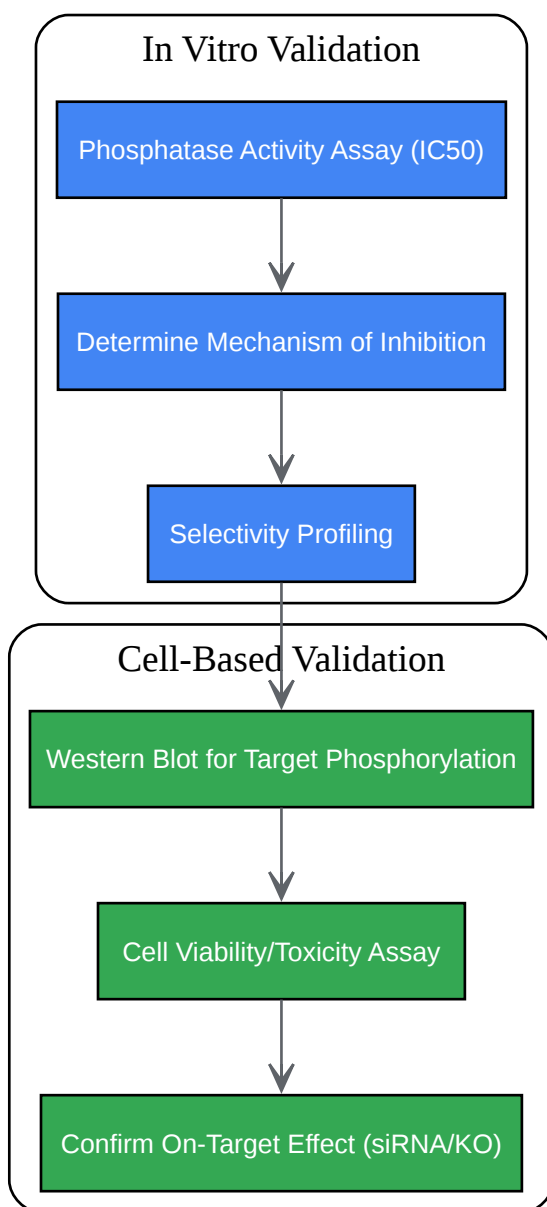 In Vitro Validation
Phosphatase Activity Assay (IC50)
Determine Mechanism of Inhibition
Selectivity Profiling
Cell-Based Validation
Western Blot for Target Phosphorylation
Cell Viability/Toxicity Assay
Confirm On-Target Effect (siRNA/KO)